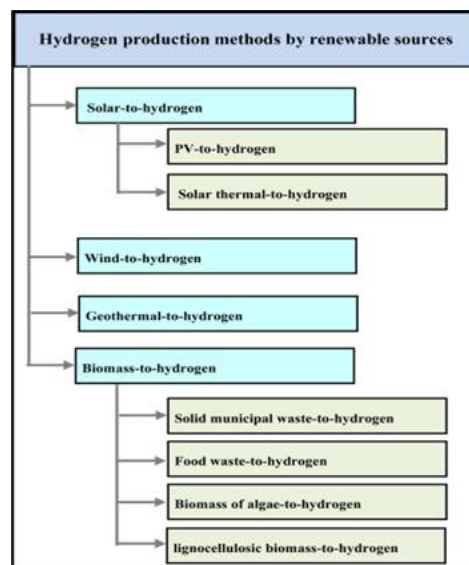 Hydrogen production methods by renewable sources
Solar-to-hydrogen
PV-to-hydrogen
Solar thermal-to-hydrogen
Wind-to-hydrogen
Geothermal-to-hydrogen
Biomass-to-hydrogen
Solid municipal waste-to-hydrogen
Food waste-to-hydrogen
Biomass of algae-to-hydrogen
lignocellulosic biomass-to-hydrogen